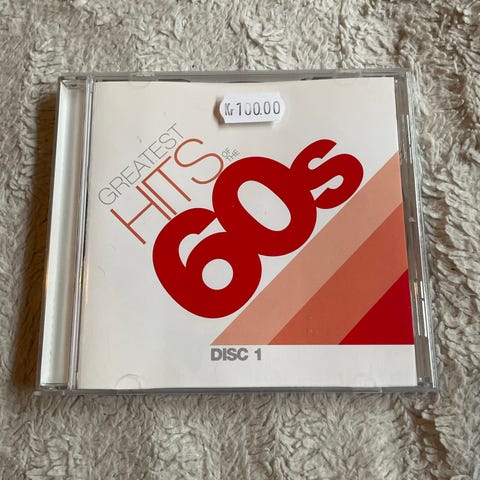 Kr 100.00
GREATEST
HITS
OF THE
60s
DISC 1